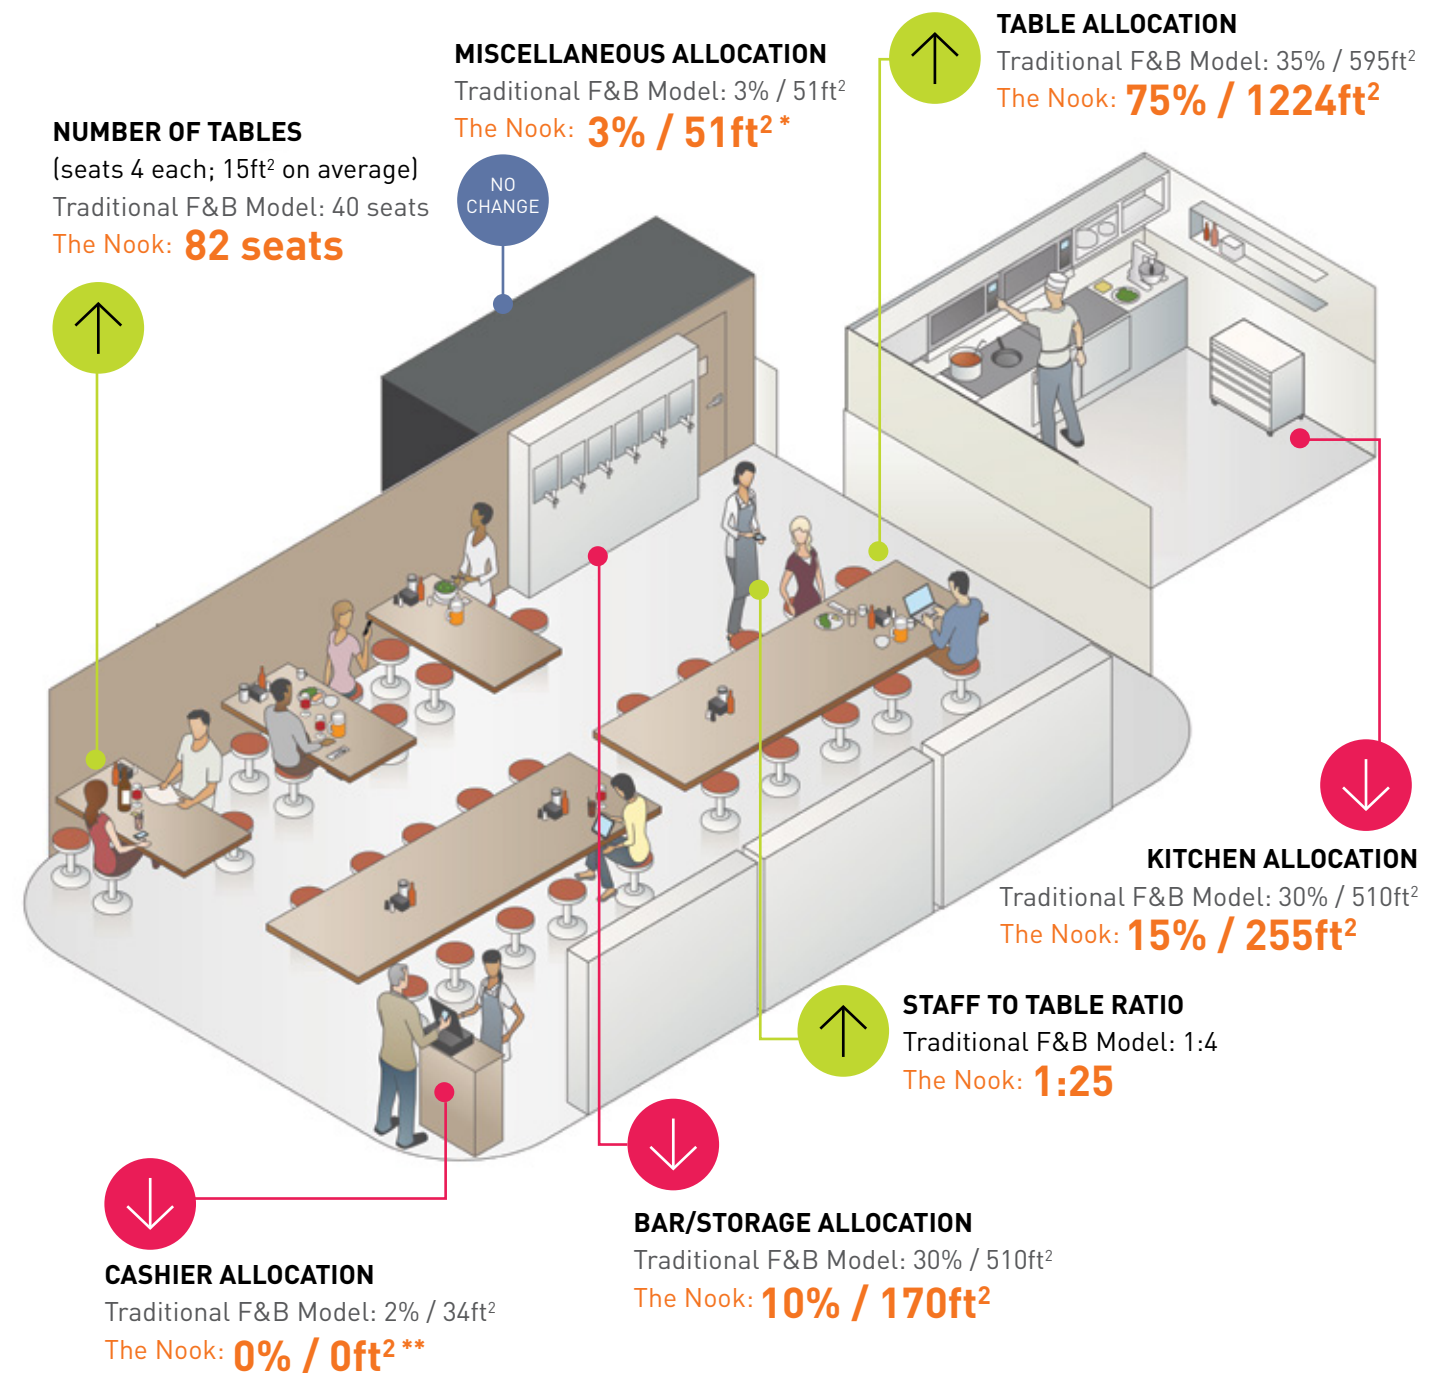 TABLE ALLOCATION
Traditional F&B Model: 35% / 595ft²
The Nook: 75% / 1224ft²
MISCELLANEOUS ALLOCATION
Traditional F&B Model: 3% / 51ft²
The Nook: 3% / 51ft² *
NO
CHANGE
NUMBER OF TABLES
(seats 4 each; 15ft² on average)
Traditional F&B Model: 40 seats
The Nook: 82 seats
KITCHEN ALLOCATION
Traditional F&B Model: 30% / 510ft²
The Nook: 15% / 255ft²
STAFF TO TABLE RATIO
Traditional F&B Model: 1:4
The Nook: 1:25
BAR/STORAGE ALLOCATION
Traditional F&B Model: 30% / 510ft²
The Nook: 10% / 170ft²
CASHIER ALLOCATION
Traditional F&B Model: 2% / 34ft²
The Nook: 0% / 0ft² **